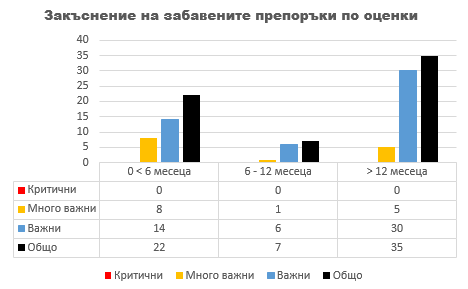 Закъснение на забавените препоръки по оценки
40
35
30
25
20
15
10
5
0
0 < 6 месеца 6 - 12 месеца > 12 месеца
Критични 0 0 0
Много важни 8 1 5
Важни 14 6 30
Общо 22 7 35
Критични Много важни Важни Общо